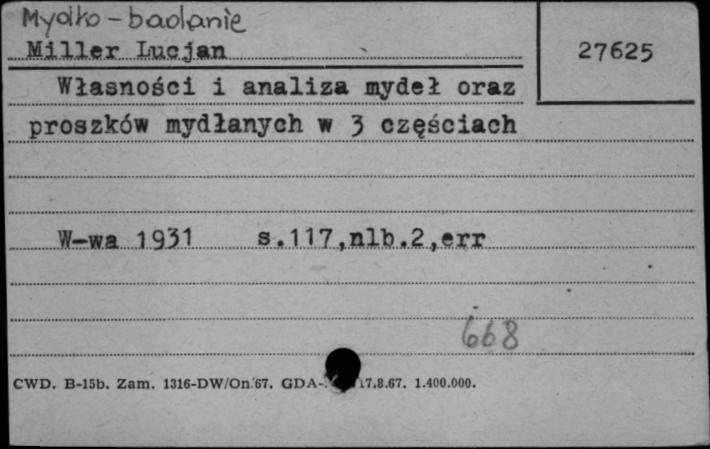 Mydło - badanie
Miller Lucjan
27625
Własności i analiza mydeł oraz
proszków mydlanych w 3 częściach
W-wa 1931 s.117,nlb.2,err
668
CWD. B-15b. Zam. 1316-DW/On 67. GDA- 17.8.67. 1.400.000.